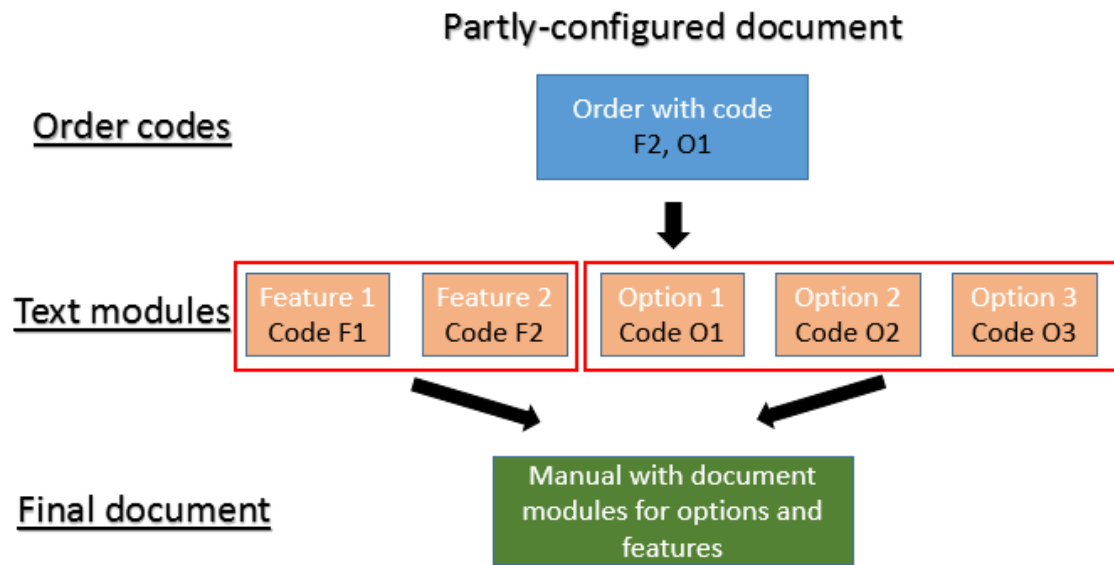 Partly-configured document
Order codes
Order with code
F2, O1
Text modules
Feature 1
Code F1
Feature 2
Code F2
Option 1
Code O1
Option 2
Code O2
Option 3
Code O3
Final document
Manual with document
modules for options and
features